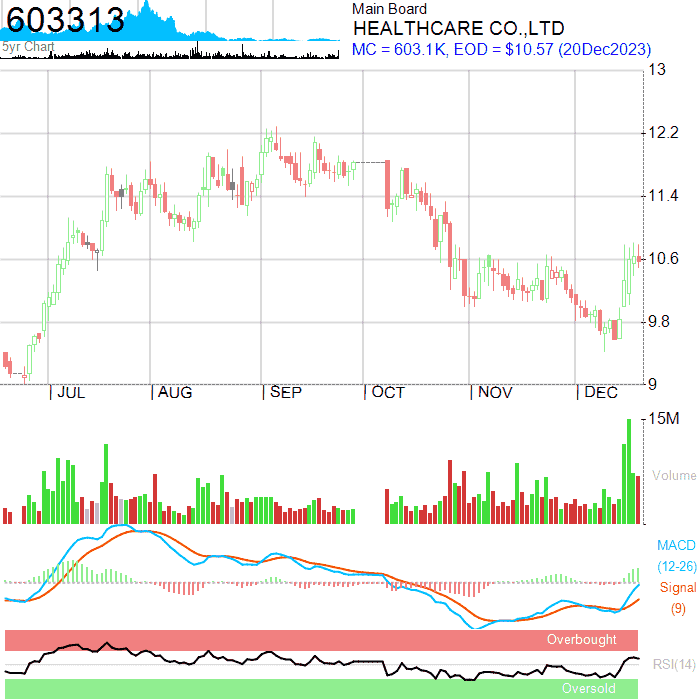 603313
5yr Chart
Main Board
HEALTHCARE CO.,LTD
MC = 603.1K, EOD = $10.57 (20Dec2023)
13
12.2
11.4
10.6
9.8
9
JUL AUG SEP OCT NOV DEC
15M
Volume
MACD
(12-26)
Signal
(9)
Overbought
RSI(14)
Oversold